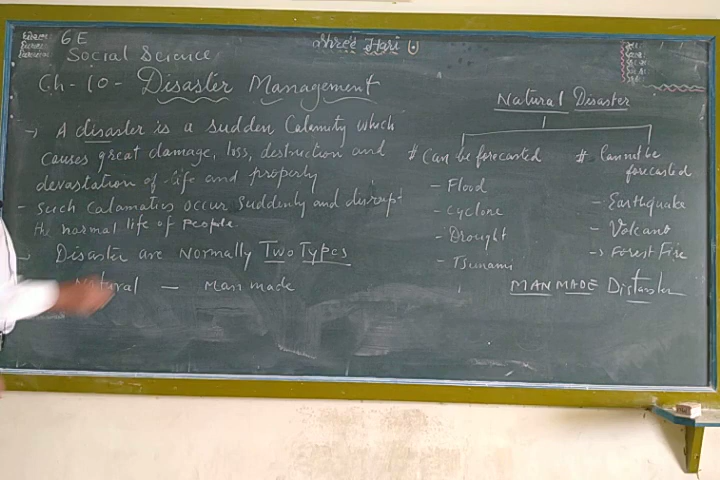 6E
Social Science
Shree Hari
Ch-10- Disaster Management
→ A disaster is a sudden Calamity which
causes great damage, loss, destruction and
devastation of life and property
- Such Calamaties occur Suddenly and disrupt
the normal life of People.
- Disaster are Normally Two Types
Natural — Man made
Natural Disaster
# Can be forecasted
- Flood
- Cyclone
- Drought
- Tsunami
# Cannot be
forecasted
- Earthquake
- Volcano
-> Forest Fire
MAN MADE Distaster